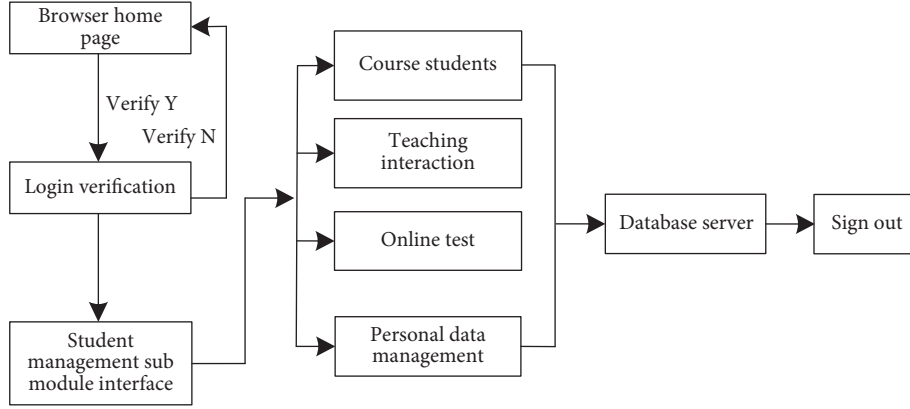 Browser home
page
Verify Y
Verify N
Login verification
Student
management sub
module interface
Course students
Teaching
interaction
Online test
Personal data
management
Database server
Sign out